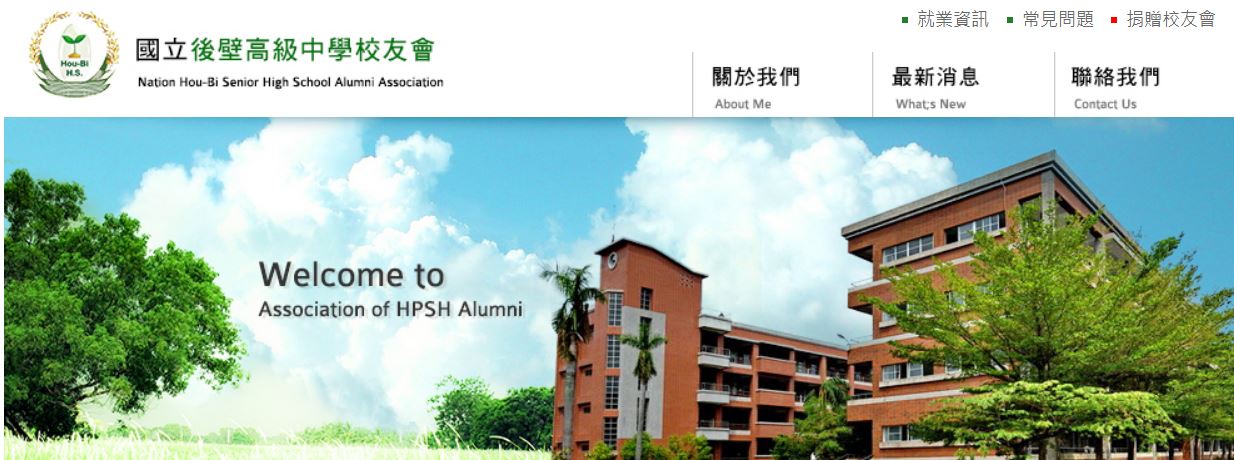 就業資訊 常見問題 捐贈校友會
Hou-Bi
H.S.
國立後壁高級中學校友會
Nation Hou-Bi Senior High School Alumni Association
關於我們 最新消息 聯絡我們
About Me What;s New Contact Us
Welcome to
Association of HPSH Alumni